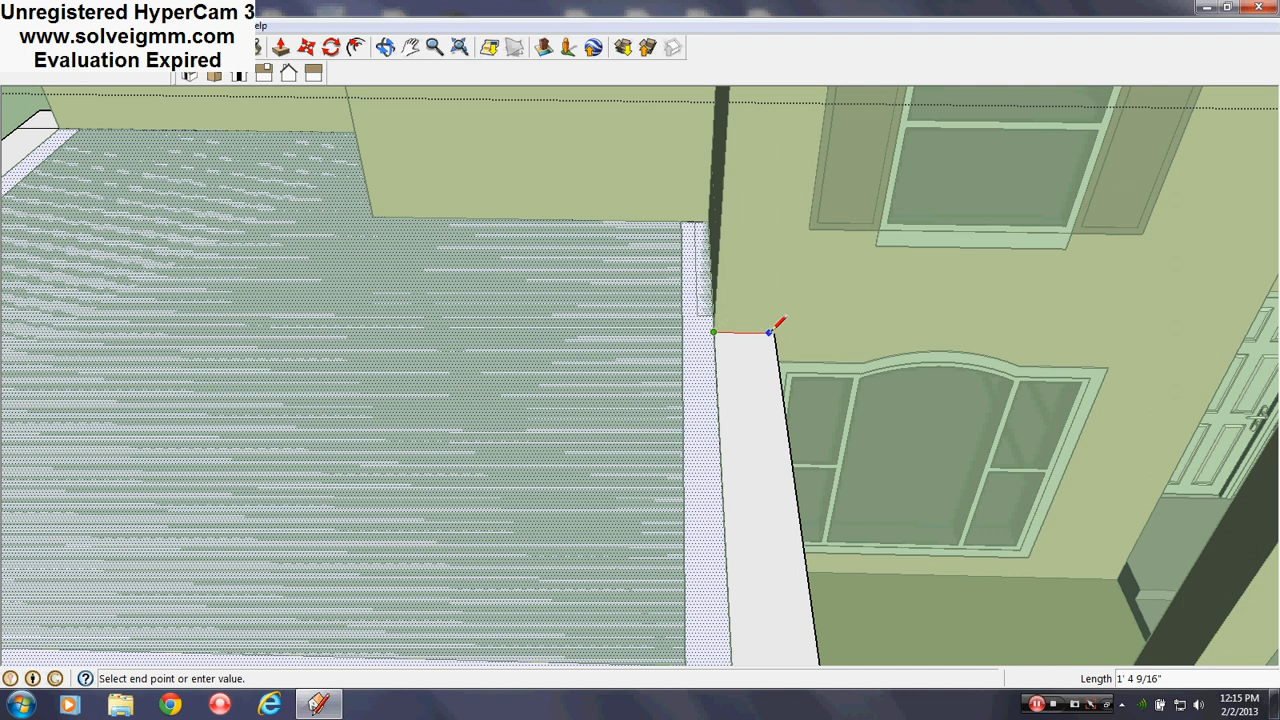 Unregistered HyperCam 3
www.solveigmm.com
Evaluation Expired
elp
Select end point or enter value.
Length 1' 4 9/16"
12:15 PM
2/2/2013